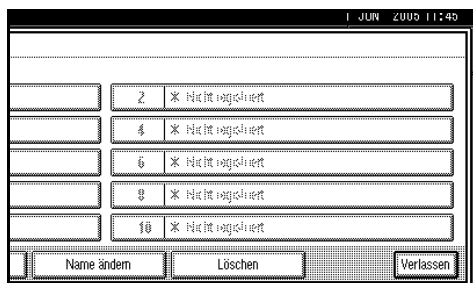 1 JUN 2005 11:45
2 * Nicht registriert
4 * Nicht registriert
6 * Nicht registriert
8 * Nicht registriert
10 * Nicht registriert
Name ändern Löschen Verlassen